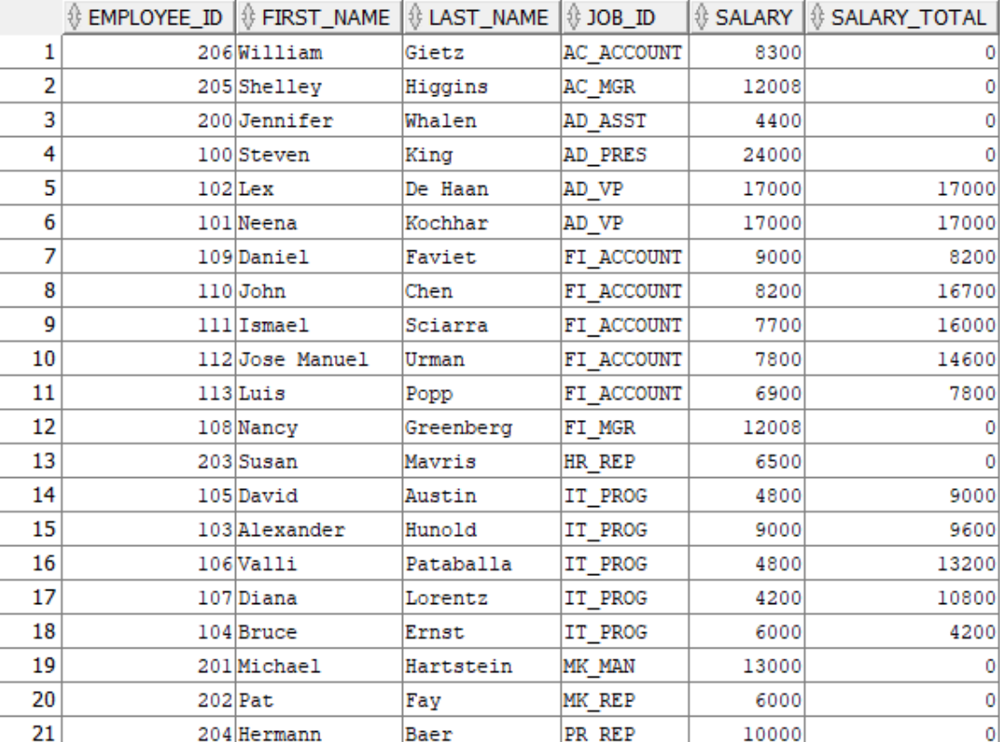 EMPLOYEE_ID FIRST_NAME LAST_NAME JOB_ID SALARY SALARY_TOTAL
1 206 William Gietz AC_ACCOUNT 8300 0
2 205 Shelley Higgins AC_MGR 12008 0
3 200 Jennifer Whalen AD_ASST 4400 0
4 100 Steven King AD_PRES 24000 0
5 102 Lex De Haan AD_VP 17000 17000
6 101 Neena Kochhar AD_VP 17000 17000
7 109 Daniel Faviet FI_ACCOUNT 9000 8200
8 110 John Chen FI_ACCOUNT 8200 16700
9 111 Ismael Sciarra FI_ACCOUNT 7700 16000
10 112 Jose Manuel Urman FI_ACCOUNT 7800 14600
11 113 Luis Popp FI_ACCOUNT 6900 7800
12 108 Nancy Greenberg FI_MGR 12008 0
13 203 Susan Mavris HR_REP 6500 0
14 105 David Austin IT_PROG 4800 9000
15 103 Alexander Hunold IT_PROG 9000 9600
16 106 Valli Pataballa IT_PROG 4800 13200
17 107 Diana Lorentz IT_PROG 4200 10800
18 104 Bruce Ernst IT_PROG 6000 4200
19 201 Michael Hartstein MK_MAN 13000 0
20 202 Pat Fay MK_REP 6000 0
21 204 Hermann Baer PR_REP 10000 0